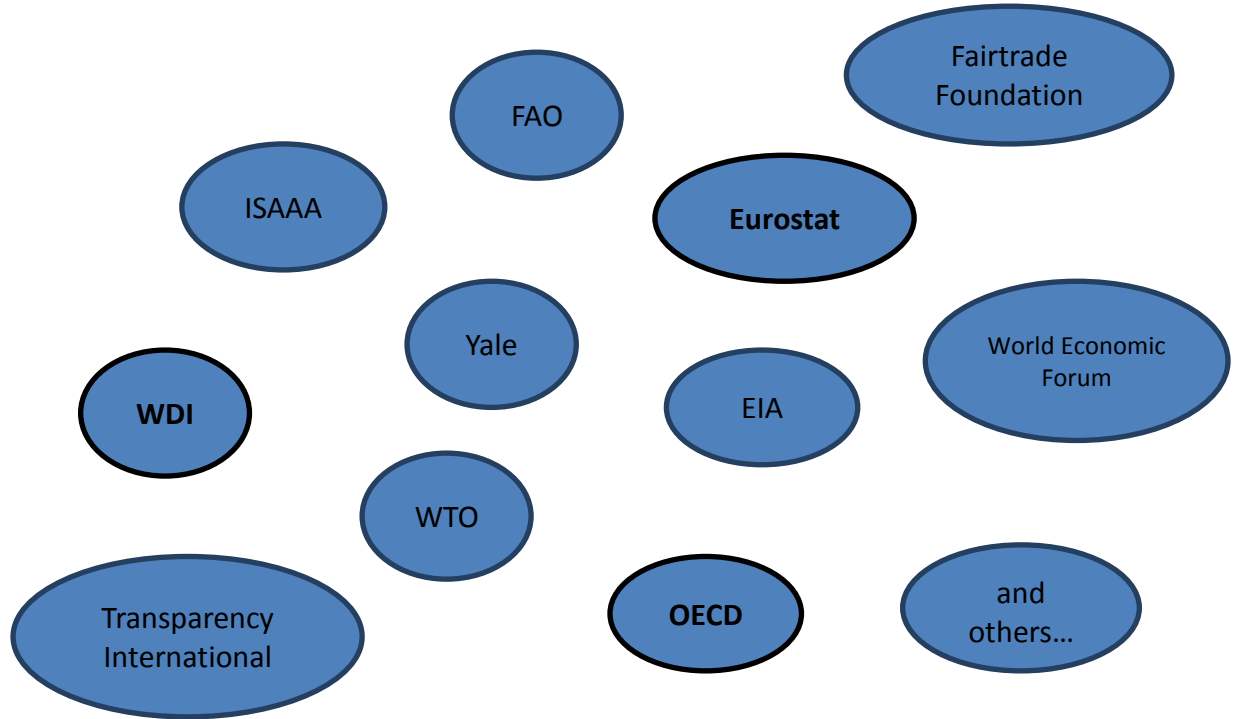 Fairtrade
Foundation
FAO
ISAAA
Eurostat
Yale
World Economic
Forum
WDI
EIA
WTO
Transparency
International
OECD
and
others…